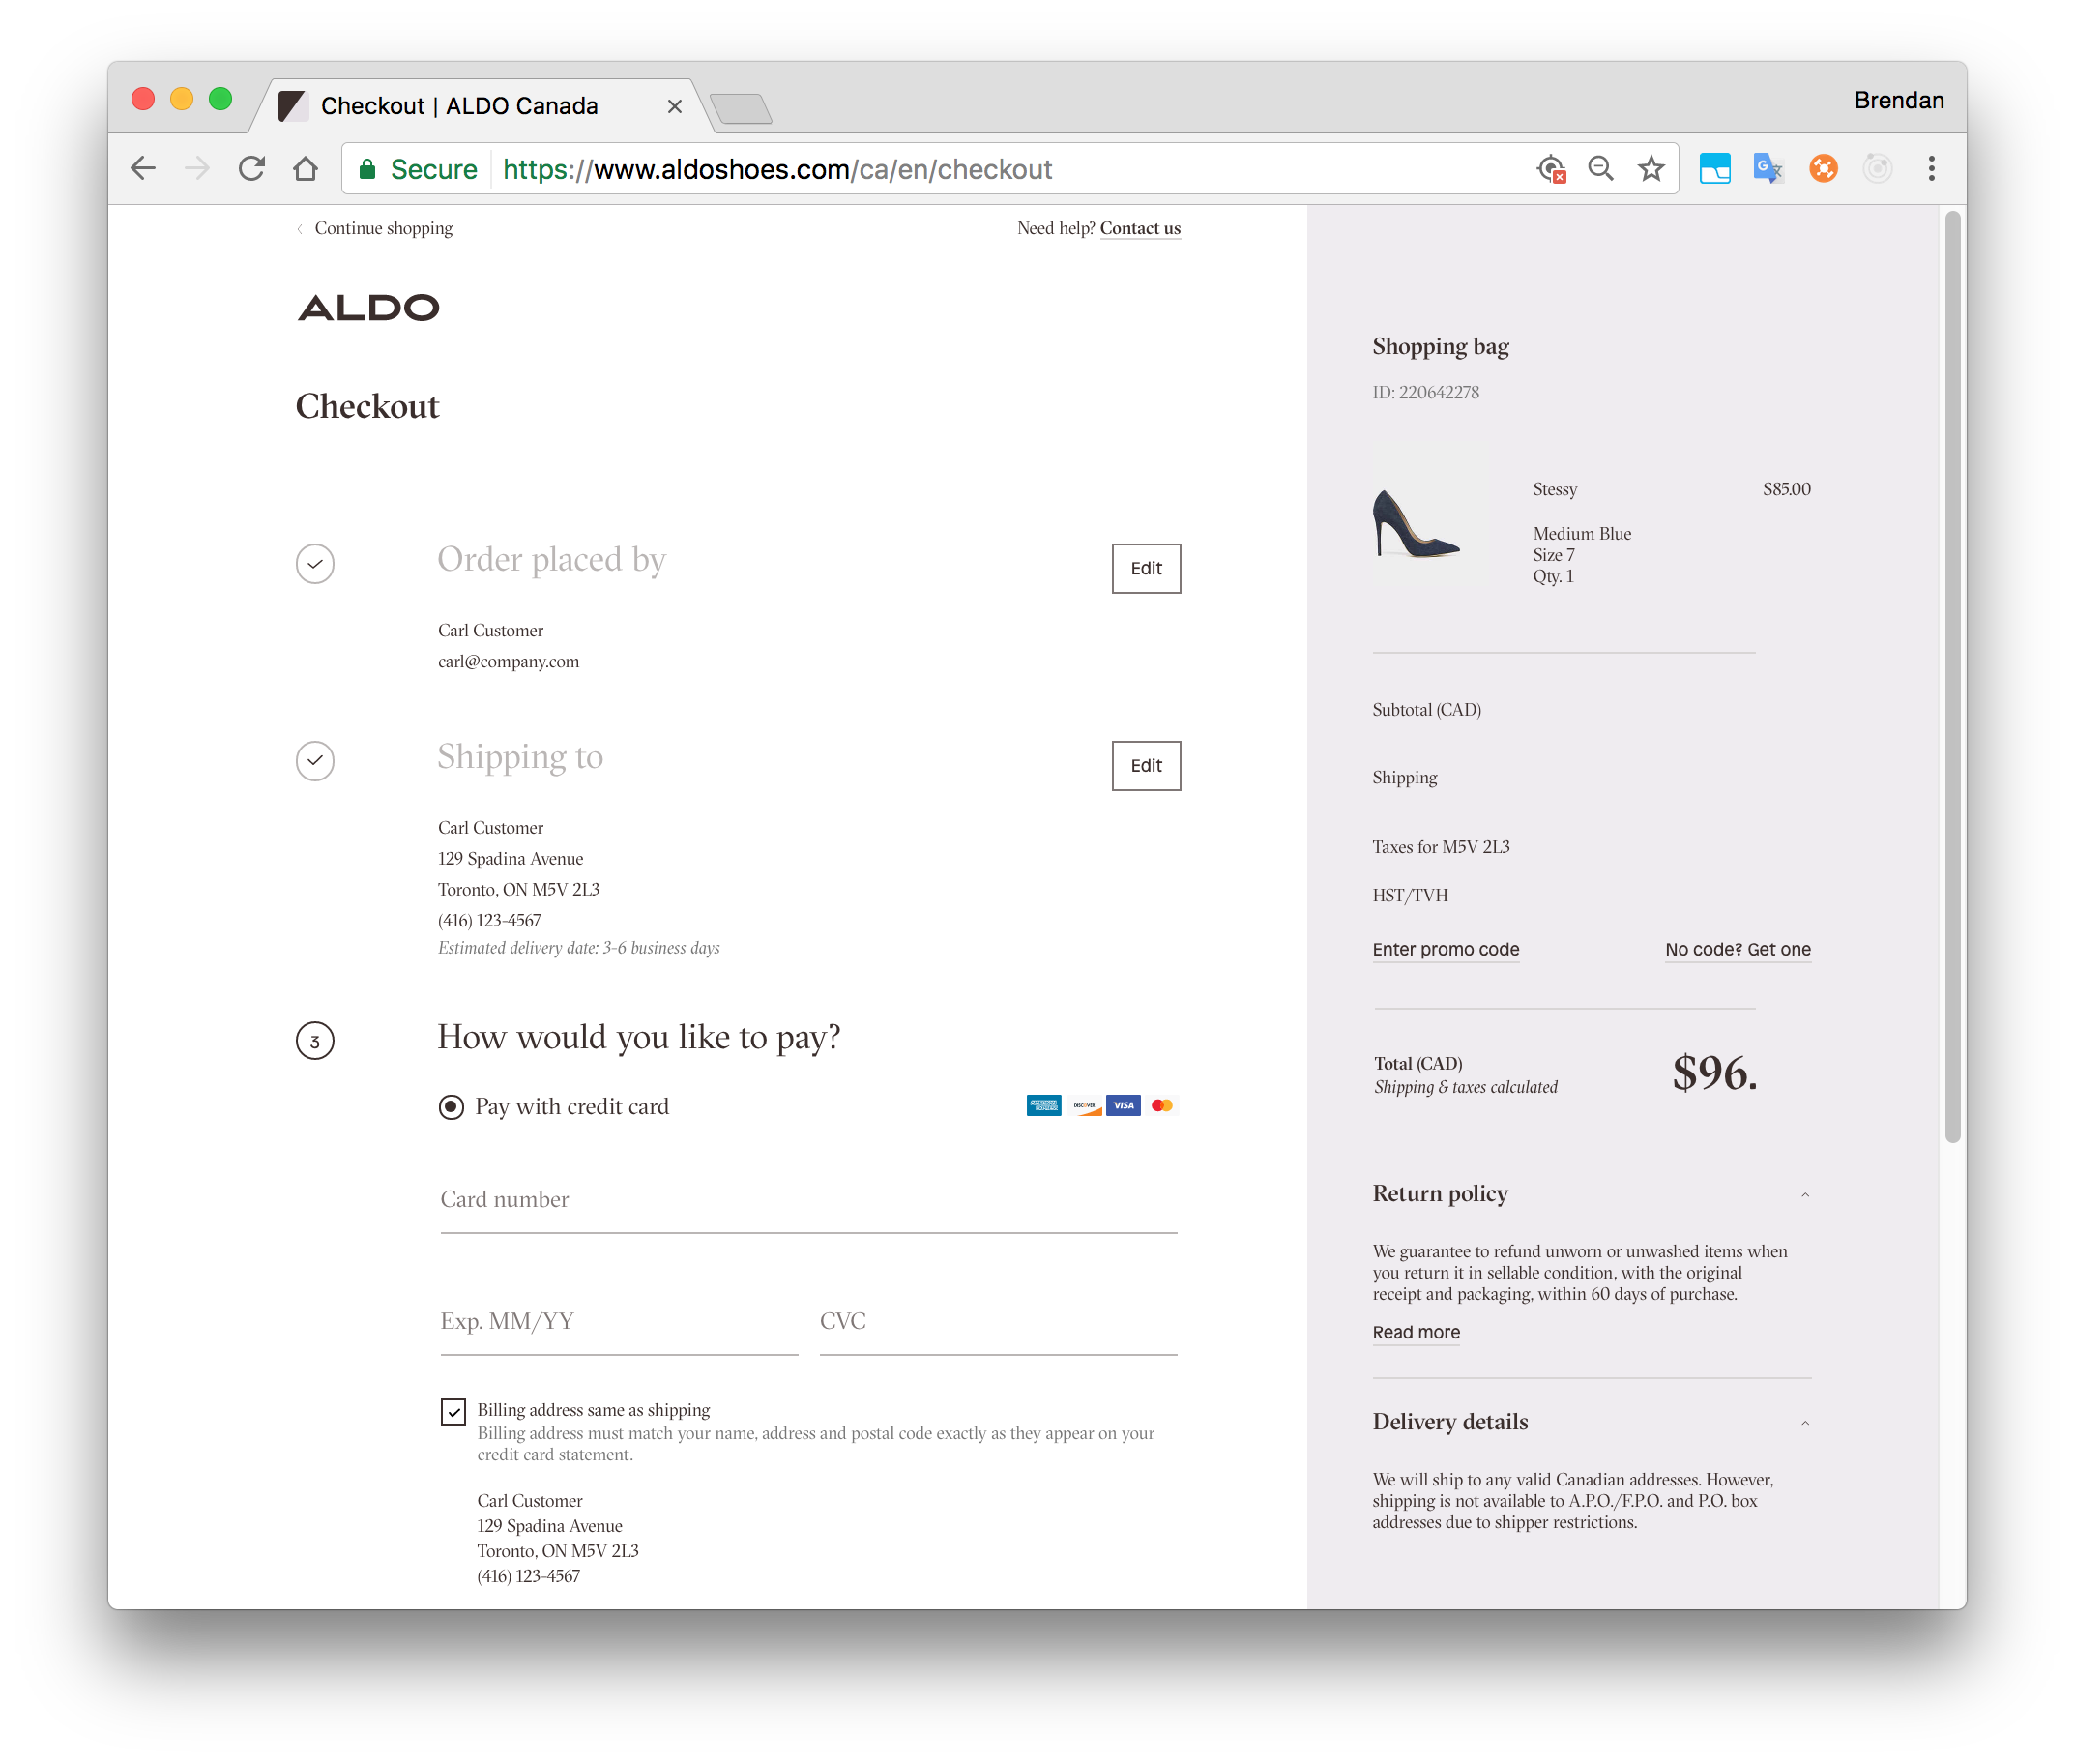 Checkout | ALDO Canada
Brendan
Secure
https://www.aldoshoes.com/ca/en/checkout
Continue shopping
Need help? Contact us
ALDO
Checkout
Order placed by
Edit
Carl Customer
carl@company.com
Shipping to
Edit
Carl Customer
129 Spadina Avenue
Toronto, ON M5V 2L3
(416) 123-4567
Estimated delivery date: 3-6 business days
3
How would you like to pay?
Pay with credit card
DISCOVER
VISA
Card number
Exp. MM/YY
CVC
Billing address same as shipping
Billing address must match your name, address and postal code exactly as they appear on your
credit card statement.
Carl Customer
129 Spadina Avenue
Toronto, ON M5V 2L3
(416) 123-4567
Shopping bag
ID: 220642278
Stessy
$85.00
Medium Blue
Size 7
Qty. 1
Subtotal (CAD)
Shipping
Taxes for M5V 2L3
HST/TVH
Enter promo code
No code? Get one
Total (CAD)
$96.
Shipping & taxes calculated
Return policy
We guarantee to refund unworn or unwashed items when
you return it in sellable condition, with the original
receipt and packaging, within 60 days of purchase.
Read more
Delivery details
We will ship to any valid Canadian addresses. However,
shipping is not available to A.P.O./F.P.O. and P.O. box
addresses due to shipper restrictions.